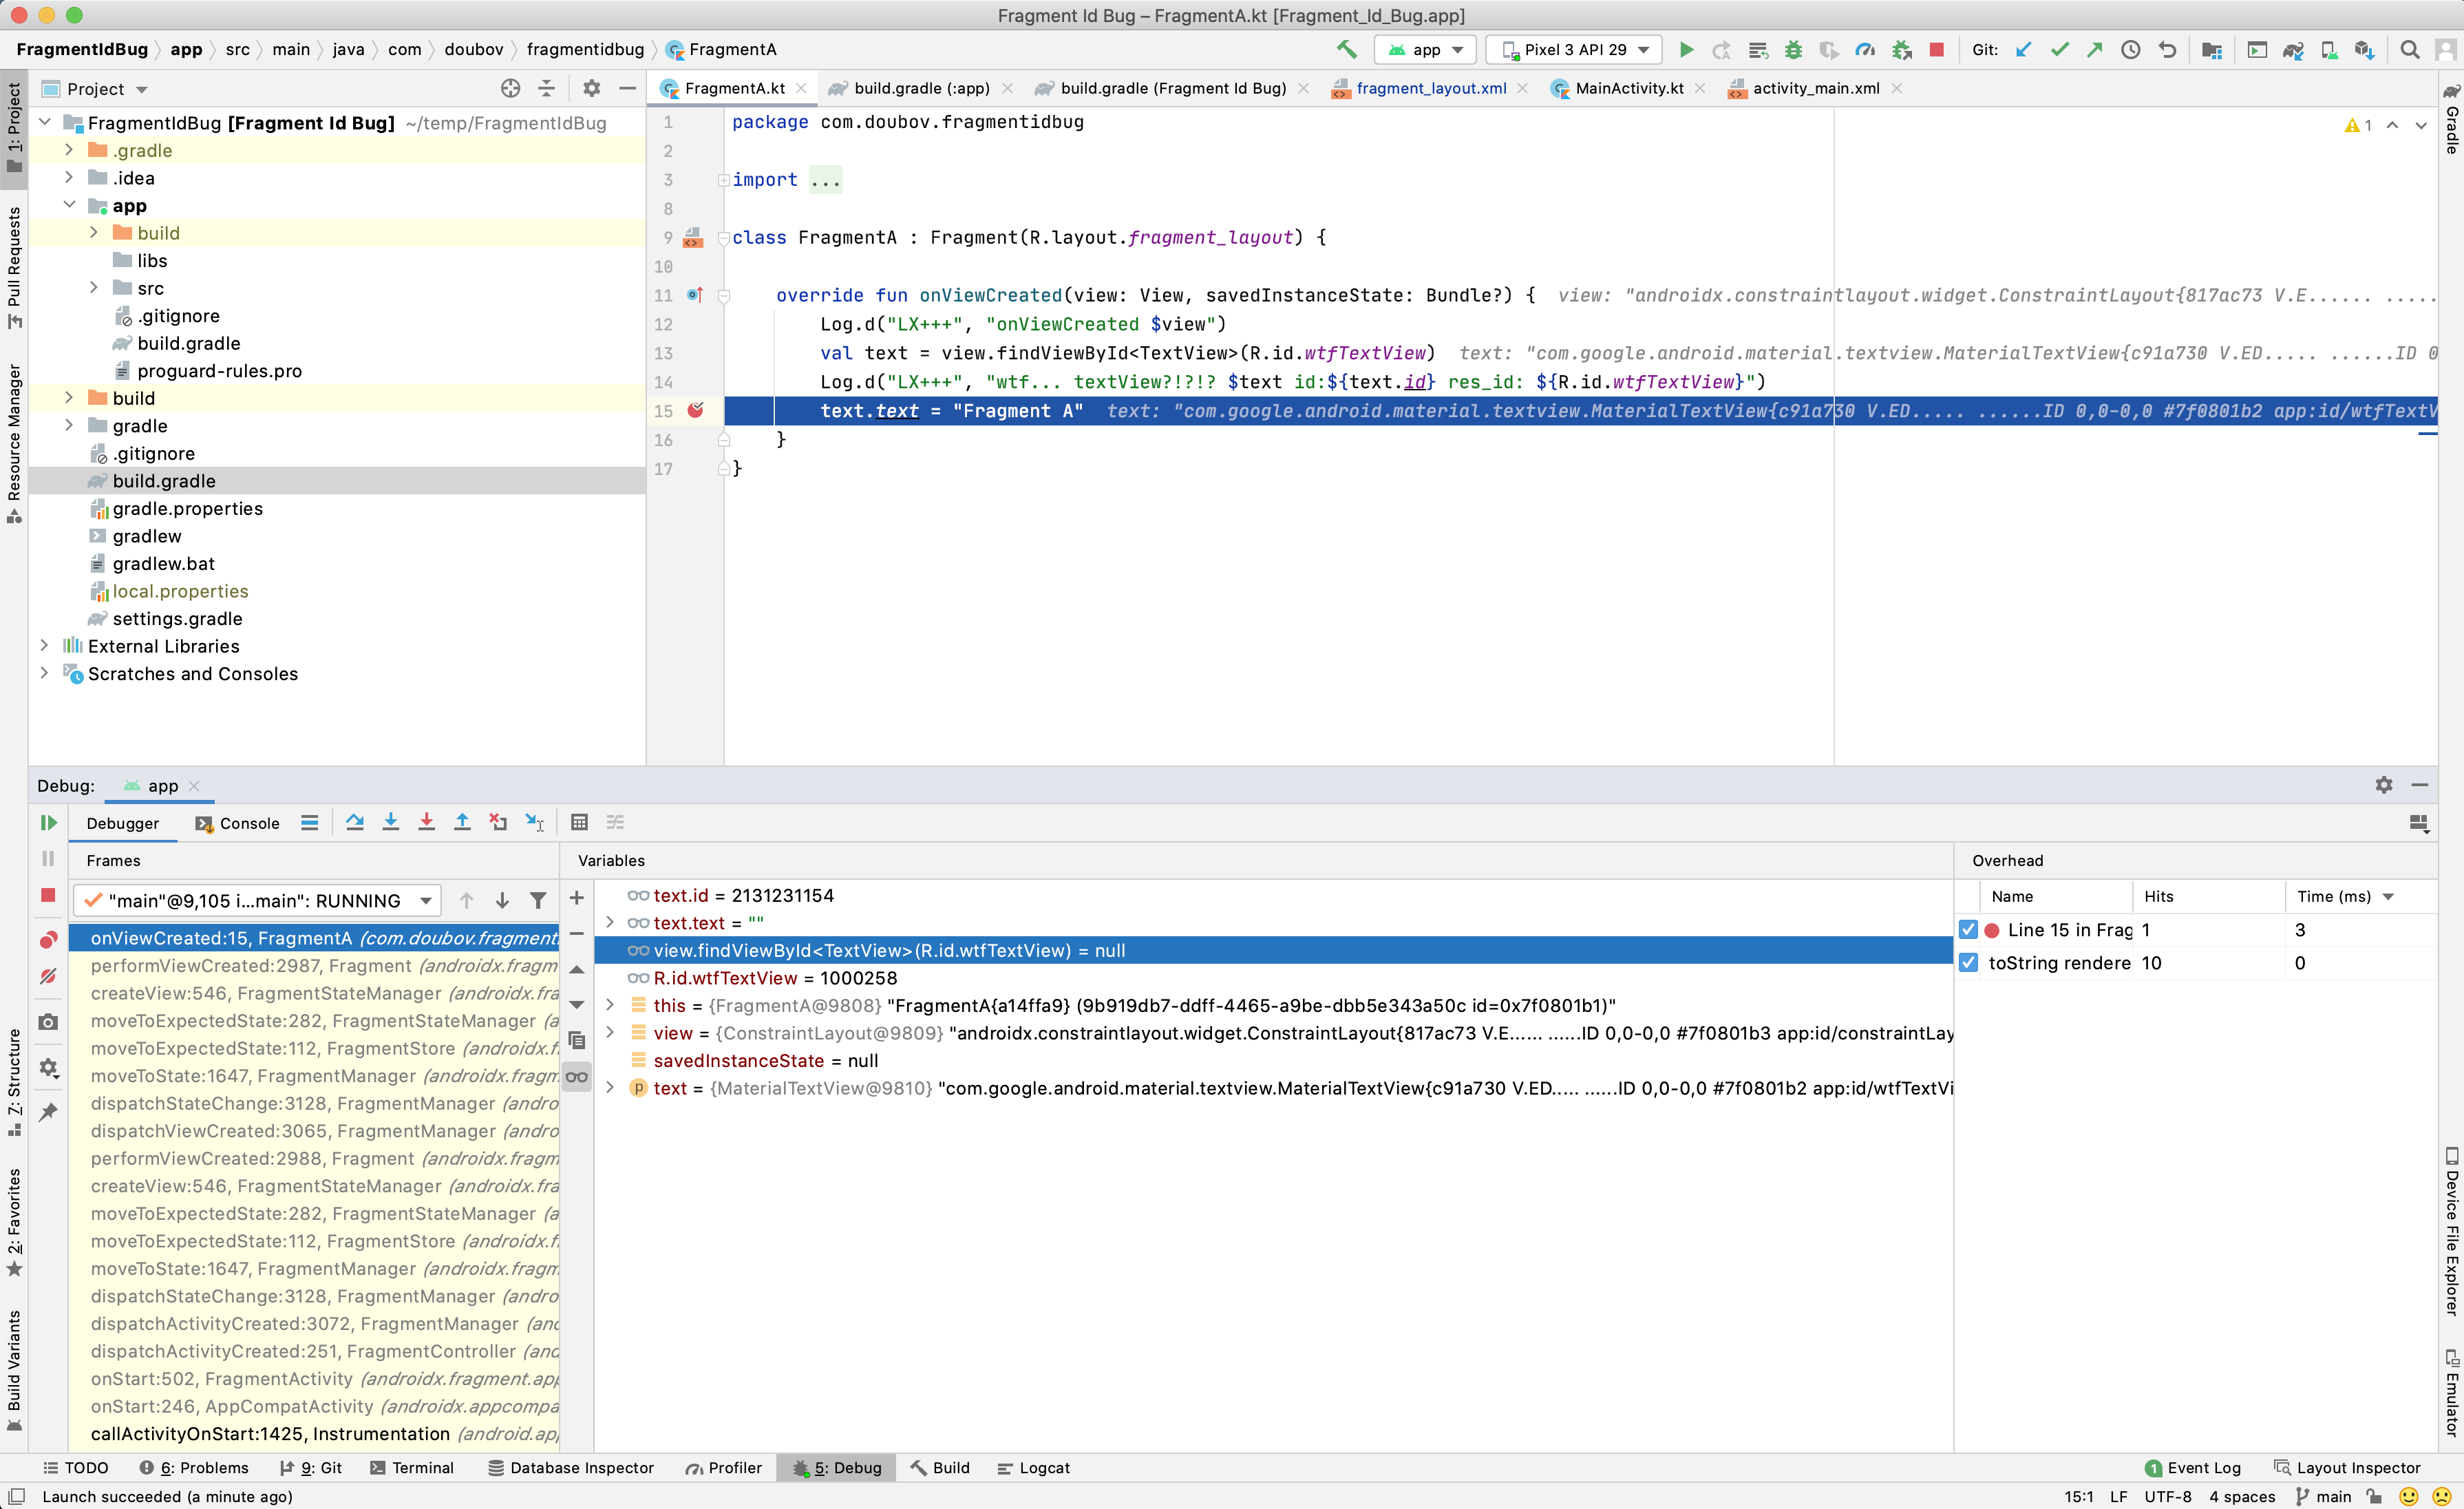 Fragment Id Bug – FragmentA.kt [Fragment_Id_Bug.app]
FragmentIdBug app src main java com doubov fragmentidbug FragmentA
app Pixel 3 API 29 Git:
1: Project
Pull Requests
Resource Manager
Z: Structure
2: Favorites
Build Variants
Project
FragmentIdBug [Fragment Id Bug] ~/temp/FragmentIdBug
.gradle
.idea
app
build
libs
src
.gitignore
build.gradle
proguard-rules.pro
build
gradle
.gitignore
build.gradle
gradle.properties
gradlew
gradlew.bat
local.properties
settings.gradle
External Libraries
Scratches and Consoles
FragmentA.kt build.gradle (:app) build.gradle (Fragment Id Bug) fragment_layout.xml MainActivity.kt activity_main.xml
1 package com.doubov.fragmentidbug
1
2
3 import ...
8
9 class FragmentA : Fragment(R.layout.fragment_layout) {
10
11 override fun onViewCreated(view: View, savedInstanceState: Bundle?) { view: "androidx.constraintlayout.widget.ConstraintLayout{817ac73 V.E...... .....
12 Log.d("LX+++", "onViewCreated $view")
13 val text = view.findViewById<TextView>(R.id.wtfTextView) text: "com.google.android.material.textview.MaterialTextView{c91a730 V.ED..... ......ID 0
14 Log.d("LX+++", "wtf... textView?!?!? $text id:${text.id} res_id: ${R.id.wtfTextView}")
15 text.text = "Fragment A" text: "com.google.android.material.textview.MaterialTextView{c91a730 V.ED..... ......ID 0,0-0,0 #7f0801b2 app:id/wtfTextV
16 }
17 }
Gradle
Device File Explorer
Emulator
Debug: app
Debugger Console
Frames
"main"@9,105 i...main": RUNNING
onViewCreated:15, FragmentA (com.doubov.fragment
performViewCreated:2987, Fragment (androidx.fragm
createView:546, FragmentStateManager (androidx.fra
moveToExpectedState:282, FragmentStateManager (a
moveToExpectedState:112, FragmentStore (androidx.f
moveToState:1647, FragmentManager (androidx.fragm
dispatchStateChange:3128, FragmentManager (andro
dispatchViewCreated:3065, FragmentManager (andro
performViewCreated:2988, Fragment (androidx.fragm
createView:546, FragmentStateManager (androidx.fra
moveToExpectedState:282, FragmentStateManager (a
moveToExpectedState:112, FragmentStore (androidx.f
moveToState:1647, FragmentManager (androidx.fragm
dispatchStateChange:3128, FragmentManager (andro
dispatchActivityCreated:3072, FragmentManager (and
dispatchActivityCreated:251, FragmentController (and
onStart:502, FragmentActivity (androidx.fragment.app
onStart:246, AppCompatActivity (androidx.appcompa
callActivityOnStart:1425, Instrumentation (android.ap
Variables
text.id = 2131231154
text.text = ""
view.findViewById<TextView>(R.id.wtfTextView) = null
R.id.wtfTextView = 1000258
this = {FragmentA@9808} "FragmentA{a14ffa9} (9b919db7-ddff-4465-a9be-dbb5e343a50c id=0x7f0801b1)"
view = {ConstraintLayout@9809} "androidx.constraintlayout.widget.ConstraintLayout{817ac73 V.E...... ......ID 0,0-0,0 #7f0801b3 app:id/constraintLay
savedInstanceState = null
text = {MaterialTextView@9810} "com.google.android.material.textview.MaterialTextView{c91a730 V.ED..... ......ID 0,0-0,0 #7f0801b2 app:id/wtfTextVi
Overhead
Name Hits Time (ms)
Line 15 in Frag 1 3
toString rendere 10 0
TODO 6: Problems 9: Git Terminal Database Inspector Profiler 5: Debug Build Logcat 1 Event Log Layout Inspector
Launch succeeded (a minute ago) 15:1 LF UTF-8 4 spaces main